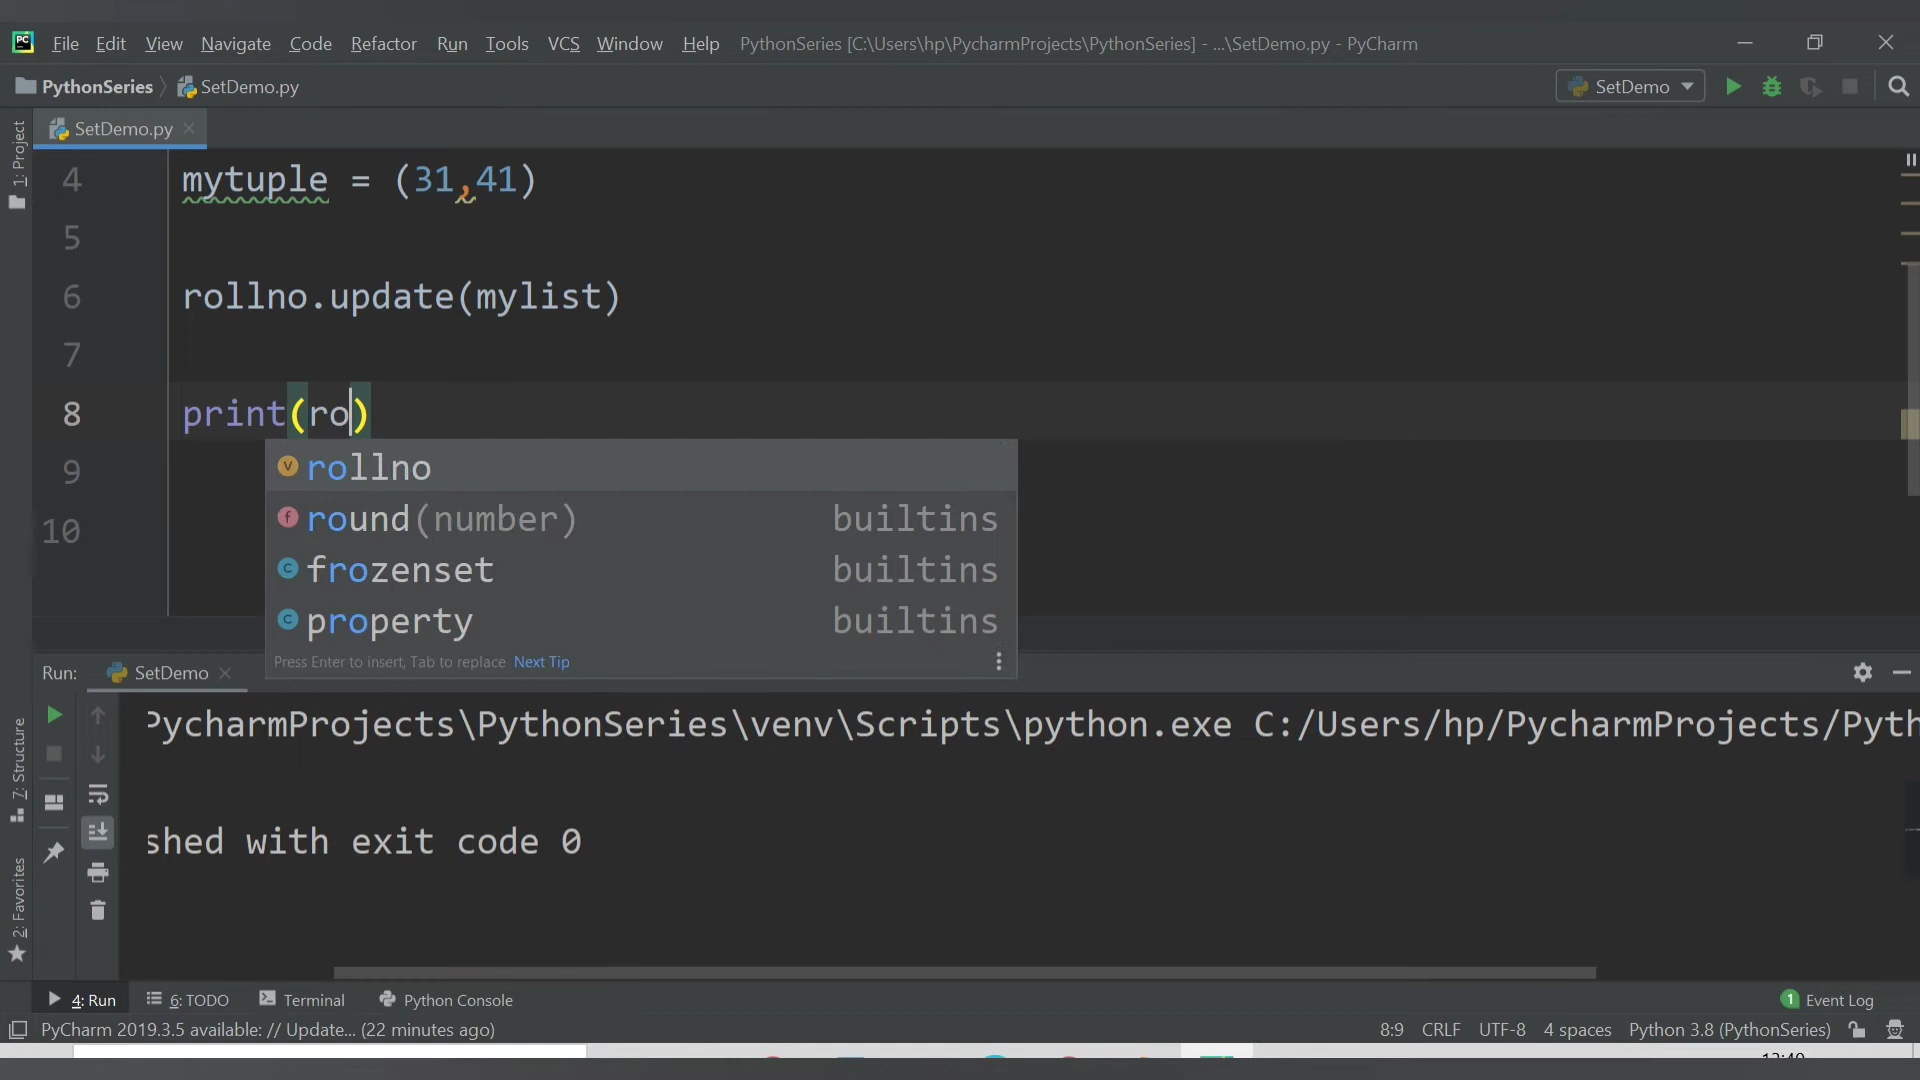 PC File Edit View Navigate Code Refactor Run Tools VCS Window Help PythonSeries [C:\Users\hp\PycharmProjects\PythonSeries] - ...\SetDemo.py - PyCharm
PythonSeries SetDemo.py SetDemo
SetDemo.py
1: Project
4 mytuple = (31,41)
5
6 rollno.update(mylist)
7
8 print(ro)
9
10
V rollno
f round(number) builtins
c frozenset builtins
c property builtins
Press Enter to insert, Tab to replace Next Tip
Run: SetDemo
PycharmProjects\PythonSeries\venv\Scripts\python.exe C:/Users/hp/PycharmProjects/Pyth
shed with exit code 0
7: Structure
2: Favorites
4: Run 6: TODO Terminal Python Console 1 Event Log
PyCharm 2019.3.5 available: // Update... (22 minutes ago) 8:9 CRLF UTF-8 4 spaces Python 3.8 (PythonSeries)